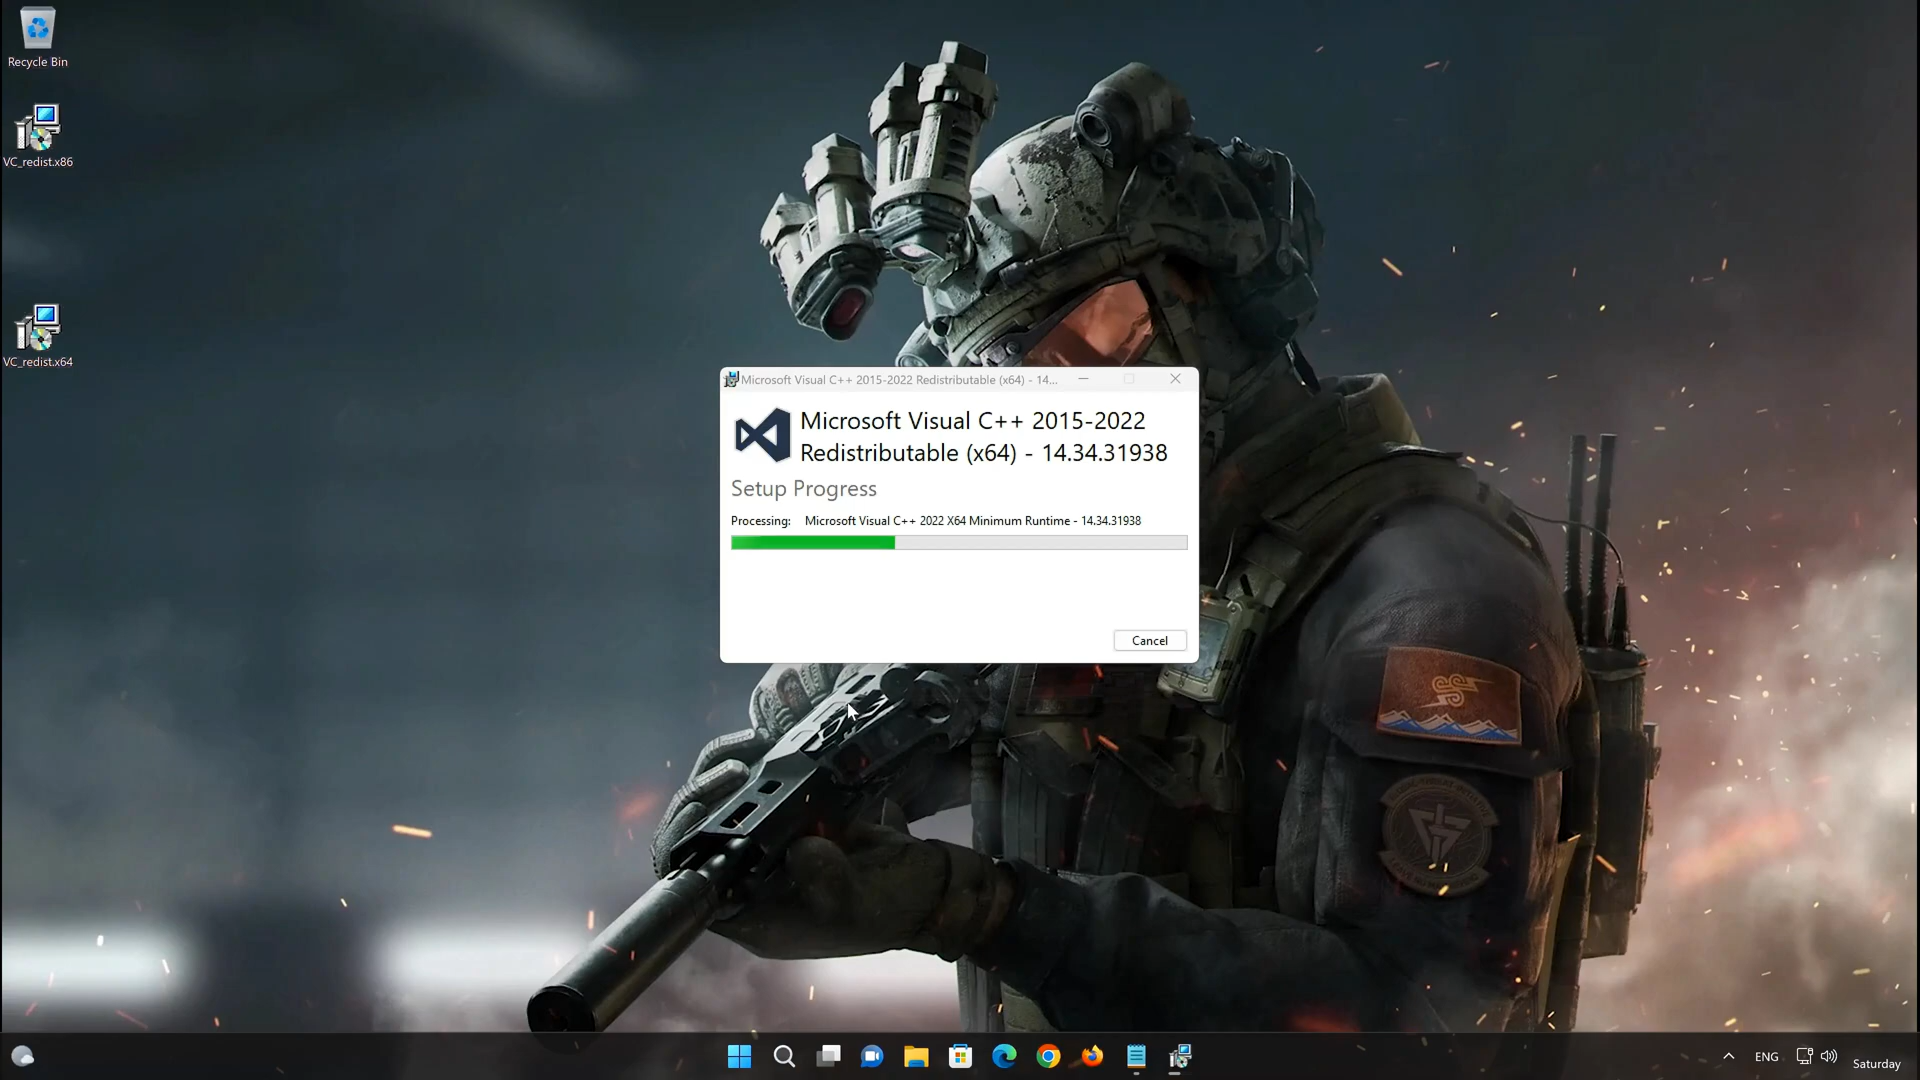 Recycle Bin
VC_redist.x86
VC_redist.x64
Microsoft Visual C++ 2015-2022 Redistributable (x64) - 14...
Microsoft Visual C++ 2015-2022
Redistributable (x64) - 14.34.31938
Setup Progress
Processing: Microsoft Visual C++ 2022 X64 Minimum Runtime - 14.34.31938
Cancel
ENG
Saturday